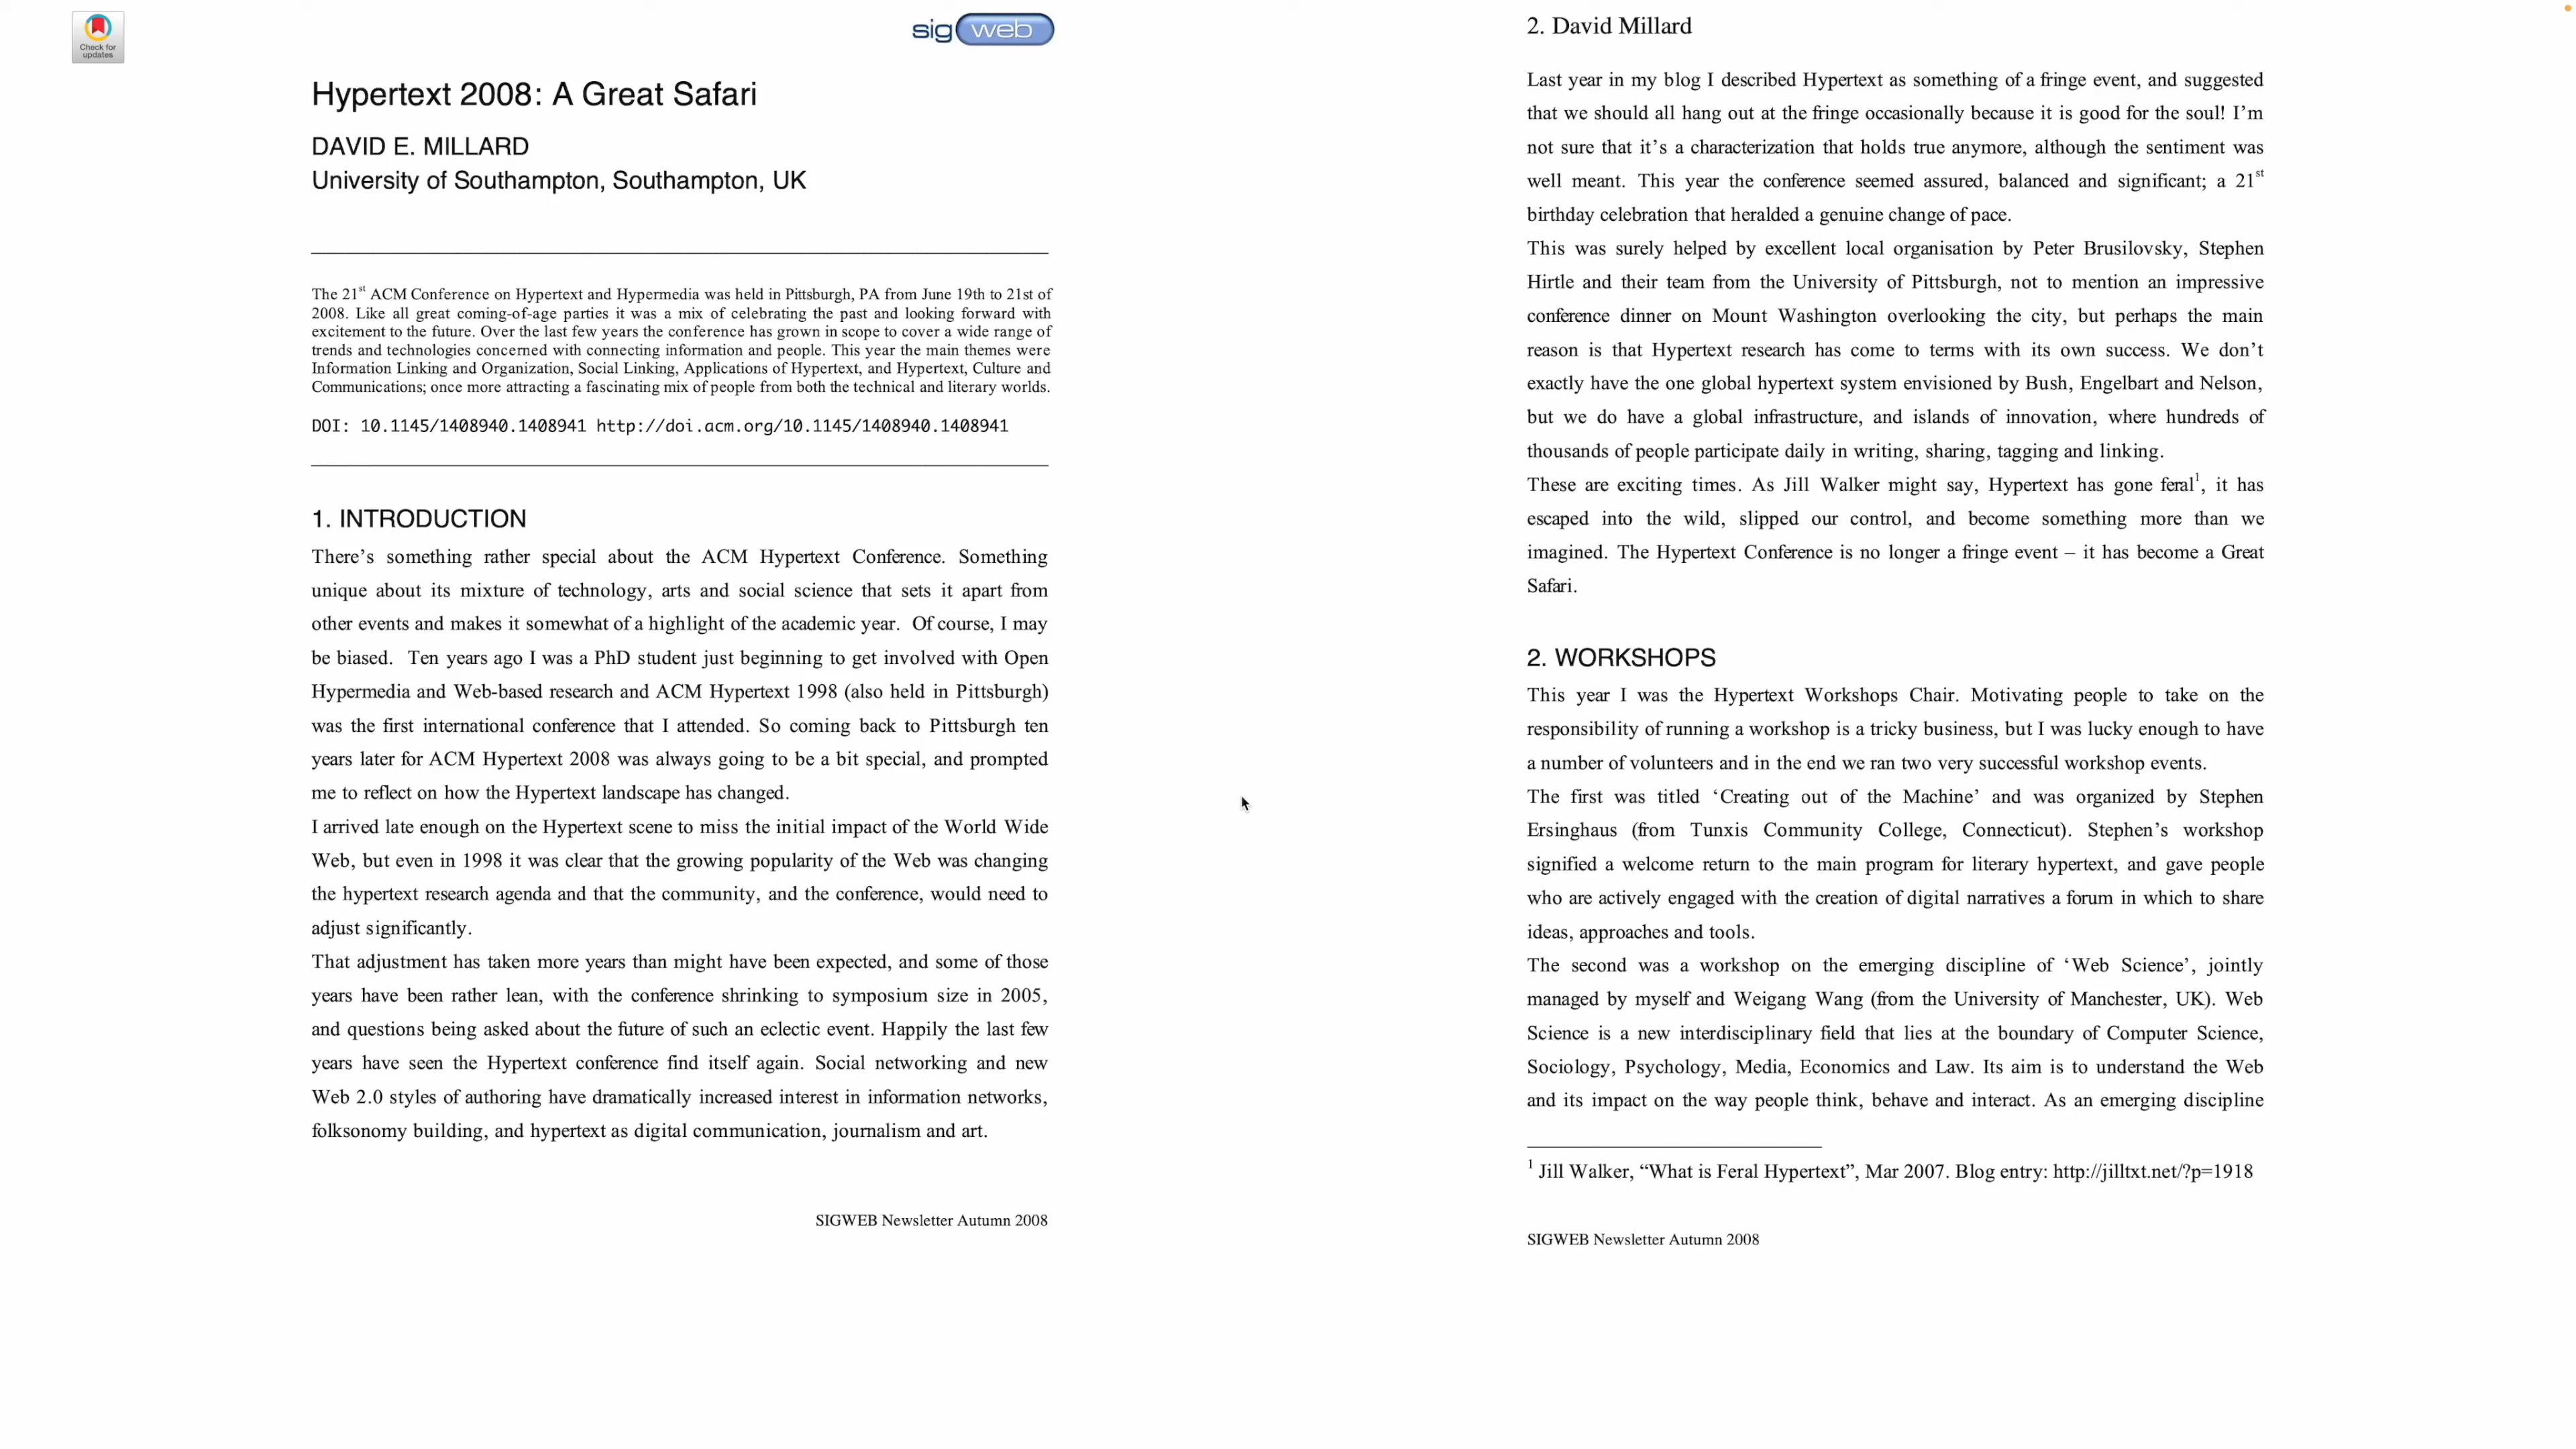 Check for
updates
sig web
Hypertext 2008: A Great Safari
DAVID E. MILLARD
University of Southampton, Southampton, UK
The 21st ACM Conference on Hypertext and Hypermedia was held in Pittsburgh, PA from June 19th to 21st of
2008. Like all great coming-of-age parties it was a mix of celebrating the past and looking forward with
excitement to the future. Over the last few years the conference has grown in scope to cover a wide range of
trends and technologies concerned with connecting information and people. This year the main themes were
Information Linking and Organization, Social Linking, Applications of Hypertext, and Hypertext, Culture and
Communications; once more attracting a fascinating mix of people from both the technical and literary worlds.
DOI: 10.1145/1408940.1408941 http://doi.acm.org/10.1145/1408940.1408941
1. INTRODUCTION
There's something rather special about the ACM Hypertext Conference. Something
unique about its mixture of technology, arts and social science that sets it apart from
other events and makes it somewhat of a highlight of the academic year. Of course, I may
be biased. Ten years ago I was a PhD student just beginning to get involved with Open
Hypermedia and Web-based research and ACM Hypertext 1998 (also held in Pittsburgh)
was the first international conference that I attended. So coming back to Pittsburgh ten
years later for ACM Hypertext 2008 was always going to be a bit special, and prompted
me to reflect on how the Hypertext landscape has changed.
I arrived late enough on the Hypertext scene to miss the initial impact of the World Wide
Web, but even in 1998 it was clear that the growing popularity of the Web was changing
the hypertext research agenda and that the community, and the conference, would need to
adjust significantly.
That adjustment has taken more years than might have been expected, and some of those
years have been rather lean, with the conference shrinking to symposium size in 2005,
and questions being asked about the future of such an eclectic event. Happily the last few
years have seen the Hypertext conference find itself again. Social networking and new
Web 2.0 styles of authoring have dramatically increased interest in information networks,
folksonomy building, and hypertext as digital communication, journalism and art.
SIGWEB Newsletter Autumn 2008
2. David Millard
Last year in my blog I described Hypertext as something of a fringe event, and suggested
that we should all hang out at the fringe occasionally because it is good for the soul! I'm
not sure that it's a characterization that holds true anymore, although the sentiment was
well meant. This year the conference seemed assured, balanced and significant; a 21st
birthday celebration that heralded a genuine change of pace.
This was surely helped by excellent local organisation by Peter Brusilovsky, Stephen
Hirtle and their team from the University of Pittsburgh, not to mention an impressive
conference dinner on Mount Washington overlooking the city, but perhaps the main
reason is that Hypertext research has come to terms with its own success. We don't
exactly have the one global hypertext system envisioned by Bush, Engelbart and Nelson,
but we do have a global infrastructure, and islands of innovation, where hundreds of
thousands of people participate daily in writing, sharing, tagging and linking.
These are exciting times. As Jill Walker might say, Hypertext has gone feral1, it has
escaped into the wild, slipped our control, and become something more than we
imagined. The Hypertext Conference is no longer a fringe event – it has become a Great
Safari.
2. WORKSHOPS
This year I was the Hypertext Workshops Chair. Motivating people to take on the
responsibility of running a workshop is a tricky business, but I was lucky enough to have
a number of volunteers and in the end we ran two very successful workshop events.
The first was titled 'Creating out of the Machine' and was organized by Stephen
Ersinghaus (from Tunxis Community College, Connecticut). Stephen's workshop
signified a welcome return to the main program for literary hypertext, and gave people
who are actively engaged with the creation of digital narratives a forum in which to share
ideas, approaches and tools.
The second was a workshop on the emerging discipline of 'Web Science', jointly
managed by myself and Weigang Wang (from the University of Manchester, UK). Web
Science is a new interdisciplinary field that lies at the boundary of Computer Science,
Sociology, Psychology, Media, Economics and Law. Its aim is to understand the Web
and its impact on the way people think, behave and interact. As an emerging discipline
1 Jill Walker, "What is Feral Hypertext", Mar 2007. Blog entry: http://jilltxt.net/?p=1918
SIGWEB Newsletter Autumn 2008